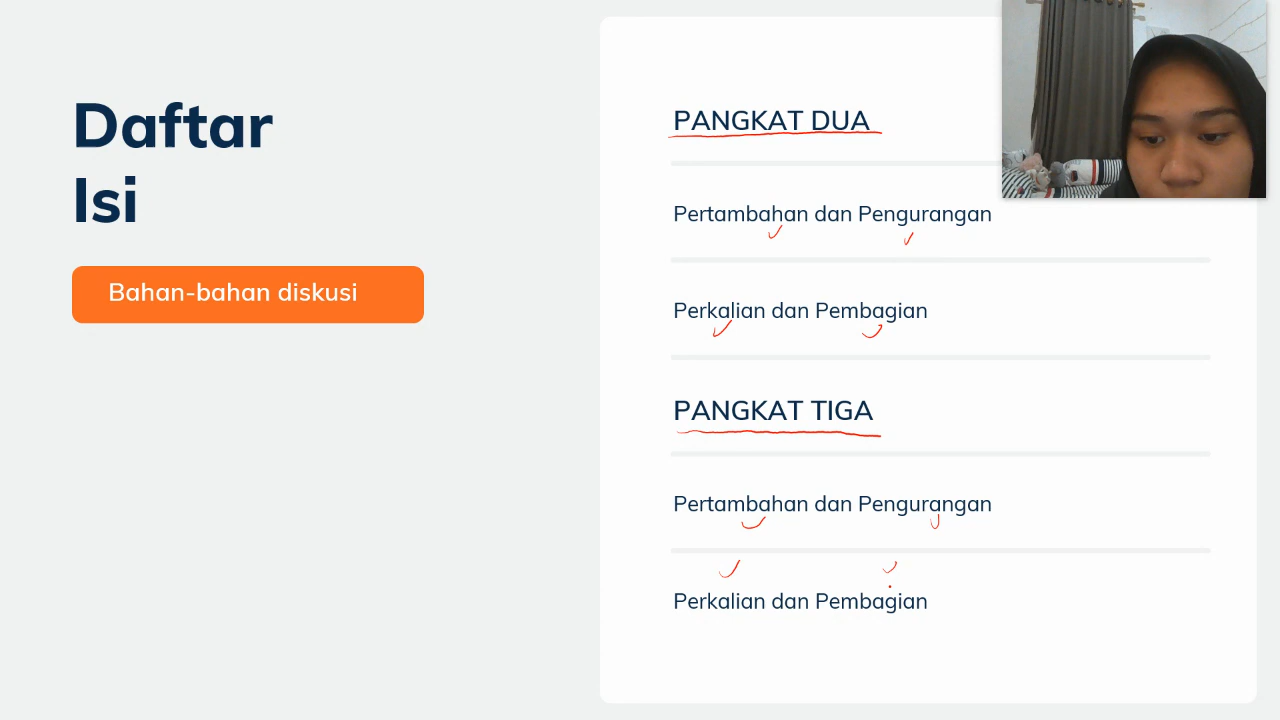 Daftar
Isi
Bahan-bahan diskusi
PANGKAT DUA
Pertambahan dan Pengurangan
Perkalian dan Pembagian
PANGKAT TIGA
Pertambahan dan Pengurangan
Perkalian dan Pembagian